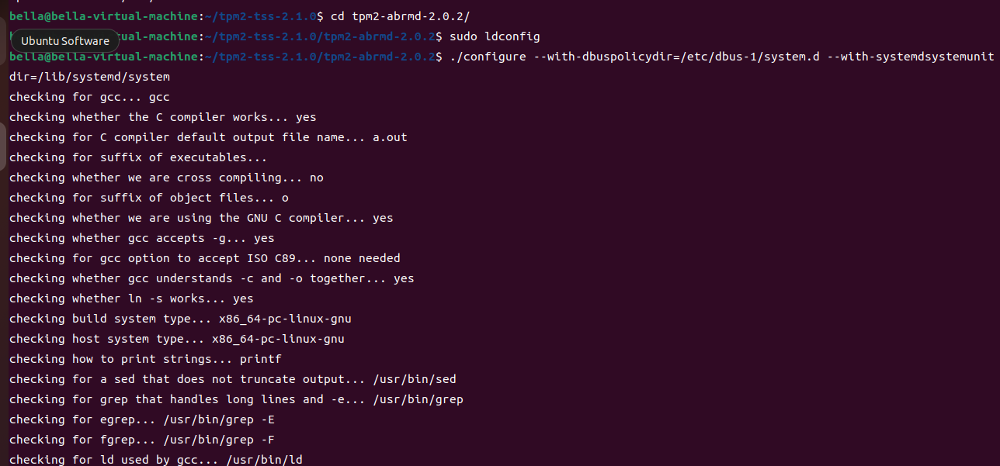 bella@bella-virtual-machine:~/tpm2-tss-2.1.0$ cd tpm2-abrmd-2.0.2/
Ubuntu Software
ual-machine:~/tpm2-tss-2.1.0/tpm2-abrmd-2.0.2$ sudo ldconfig
bella@bella-virtual-machine:~/tpm2-tss-2.1.0/tpm2-abrmd-2.0.2$ ./configure --with-dbuspolicydir=/etc/dbus-1/system.d --with-systemdsystemunit
dir=/lib/systemd/system
checking for gcc... gcc
checking whether the C compiler works... yes
checking for C compiler default output file name... a.out
checking for suffix of executables...
checking whether we are cross compiling... no
checking for suffix of object files... o
checking whether we are using the GNU C compiler... yes
checking whether gcc accepts -g... yes
checking for gcc option to accept ISO C89... none needed
checking whether gcc understands -c and -o together... yes
checking whether ln -s works... yes
checking build system type... x86_64-pc-linux-gnu
checking host system type... x86_64-pc-linux-gnu
checking how to print strings... printf
checking for a sed that does not truncate output... /usr/bin/sed
checking for grep that handles long lines and -e... /usr/bin/grep
checking for egrep... /usr/bin/grep -E
checking for fgrep... /usr/bin/grep -F
checking for ld used by gcc... /usr/bin/ld